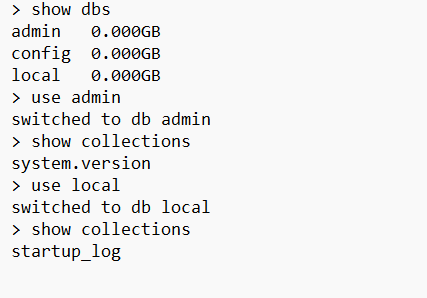 > show dbs
admin   0.000GB
config  0.000GB
local   0.000GB
> use admin
switched to db admin
> show collections
system.version
> use local
switched to db local
> show collections
startup_log